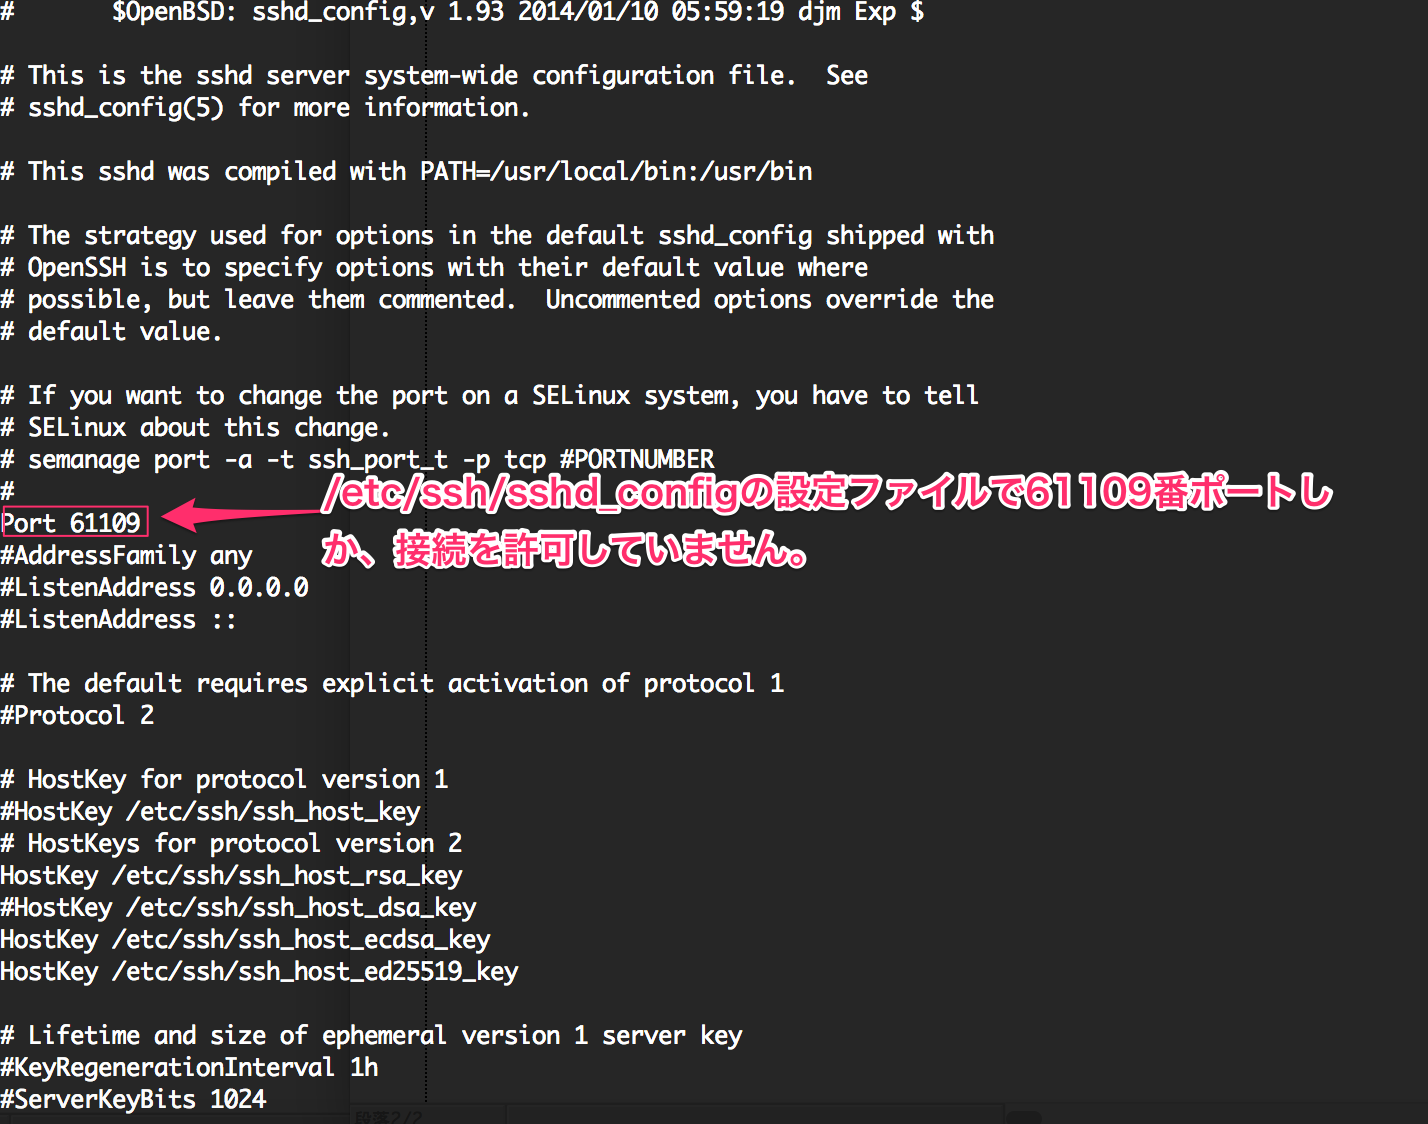 #       $OpenBSD: sshd_config,v 1.93 2014/01/10 05:59:19 djm Exp $
# This is the sshd server system-wide configuration file.  See
# sshd_config(5) for more information.
# This sshd was compiled with PATH=/usr/local/bin:/usr/bin
# The strategy used for options in the default sshd_config shipped with
# OpenSSH is to specify options with their default value where
# possible, but leave them commented.  Uncommented options override the
# default value.
# If you want to change the port on a SELinux system, you have to tell
# SELinux about this change.
# semanage port -a -t ssh_port_t -p tcp #PORTNUMBER
#
/etc/ssh/sshd_configの設定ファイルで61109番ポートし
か、接続を許可していません。
Port 61109
#AddressFamily any
#ListenAddress 0.0.0.0
#ListenAddress ::
# The default requires explicit activation of protocol 1
#Protocol 2
# HostKey for protocol version 1
#HostKey /etc/ssh/ssh_host_key
# HostKeys for protocol version 2
HostKey /etc/ssh/ssh_host_rsa_key
#HostKey /etc/ssh/ssh_host_dsa_key
HostKey /etc/ssh/ssh_host_ecdsa_key
HostKey /etc/ssh/ssh_host_ed25519_key
# Lifetime and size of ephemeral version 1 server key
#KeyRegenerationInterval 1h
#ServerKeyBits 1024
段落2/2